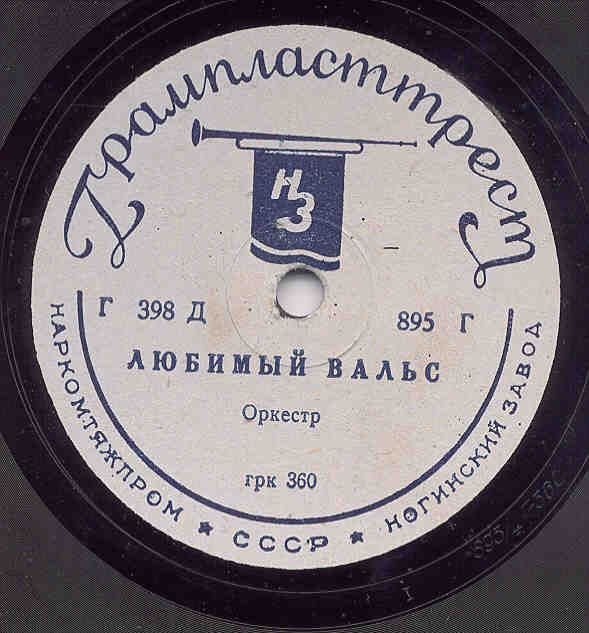 Грампласттрест
НЗ
Г 398 Д
895 Г
ЛЮБИМЫЙ ВАЛЬС
Оркестр
грк 360
НАРКОМТЯЖПРОМ ★ СССР ★ НОГИНСКИЙ ЗАВОД